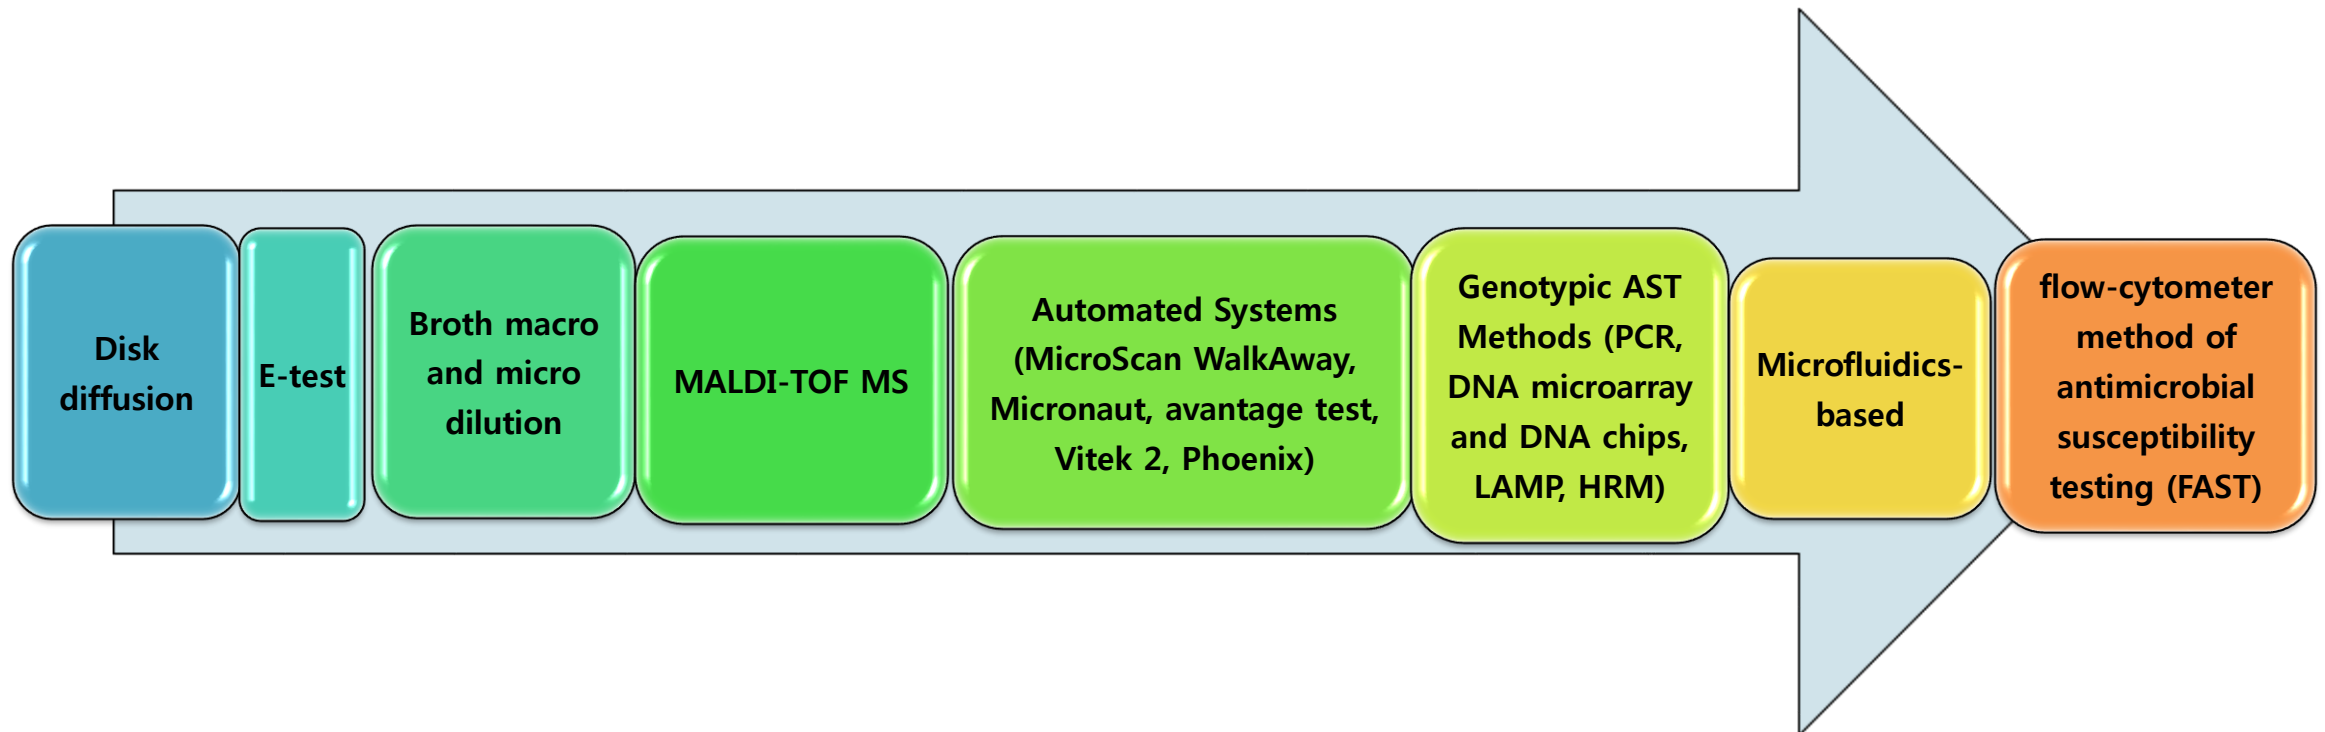 Disk
diffusion
E-test
Broth macro
and micro
dilution
MALDI-TOF MS
Automated Systems
(MicroScan WalkAway,
Micronaut, avantage test,
Vitek 2, Phoenix)
Genotypic AST
Methods (PCR,
DNA microarray
and DNA chips,
LAMP, HRM)
Microfluidics-
based
flow-cytometer
method of
antimicrobial
susceptibility
testing (FAST)